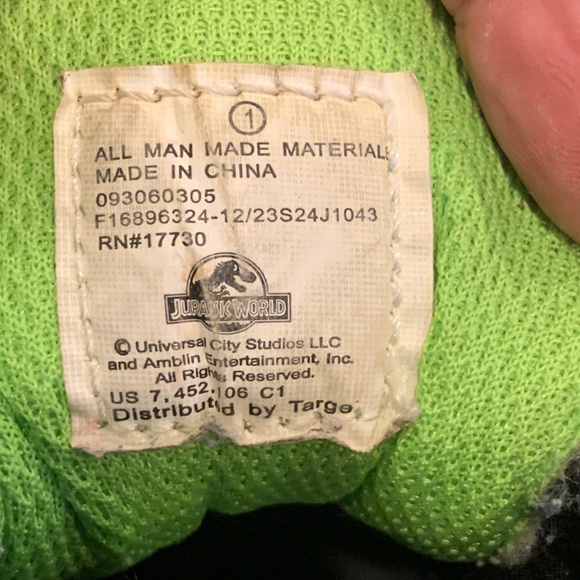 1
ALL MAN MADE MATERIALS
MADE IN CHINA
093060305
F16896324-12/23S24J1043
RN#17730
JURASSIC WORLD
© Universal City Studios LLC
and Amblin Entertainment, Inc.
All Rights Reserved.
US 7,452,106 C1
Distributed by Targe